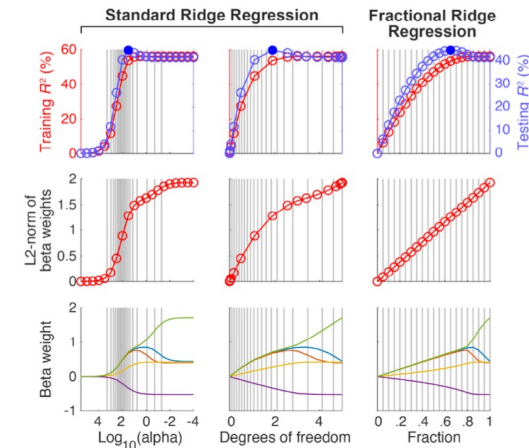 Standard Ridge Regression
Fractional Ridge
Regression
Training R² (%)
60
40
20
0
Testing R² (%)
40
30
20
10
0
L2-norm of
beta weights
2
1.5
1
0.5
0
Beta weight
2
1
0
-1
4 2 0 -2 -4
Log10(alpha)
0 2 4
Degrees of freedom
0 .2 .4 .6 .8 1
Fraction